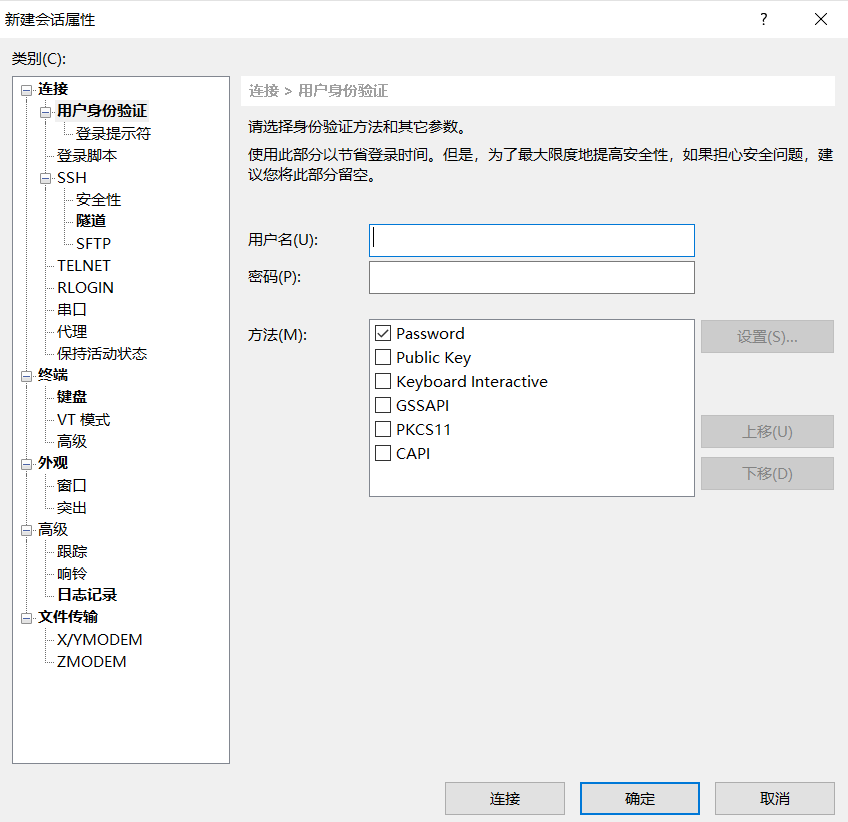 新建会话属性
?
类别(C):
连接
用户身份验证
登录提示符
登录脚本
SSH
安全性
隧道
SFTP
TELNET
RLOGIN
串口
代理
保持活动状态
终端
键盘
VT 模式
高级
外观
窗口
突出
高级
跟踪
响铃
日志记录
文件传输
X/YMODEM
ZMODEM
连接 > 用户身份验证
请选择身份验证方法和其它参数。
使用此部分以节省登录时间。但是，为了最大限度地提高安全性，如果担心安全问题，建
议您将此部分留空。
用户名(U):
密码(P):
方法(M):
Password
Public Key
Keyboard Interactive
GSSAPI
PKCS11
CAPI
设置(S)...
上移(U)
下移(D)
连接
确定
取消